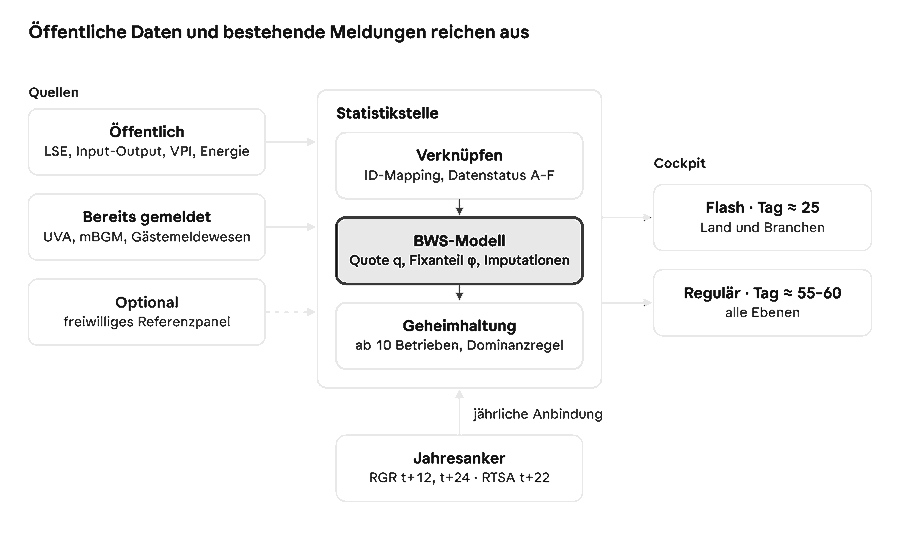 Öffentliche Daten und bestehende Meldungen reichen aus
Quellen
Öffentlich
LSE, Input-Output, VPI, Energie
Bereits gemeldet
UVA, mBGM, Gästemeldewesen
Optional
freiwilliges Referenzpanel
Statistikstelle
Verknüpfen
ID-Mapping, Datenstatus A–F
BWS-Modell
Quote q, Fixanteil φ, Imputationen
Geheimhaltung
ab 10 Betrieben, Dominanzregel
jährliche Anbindung
Jahresanker
RGR t+12, t+24 · RTSA t+22
Cockpit
Flash · Tag ≈ 25
Land und Branchen
Regulär · Tag ≈ 55–60
alle Ebenen